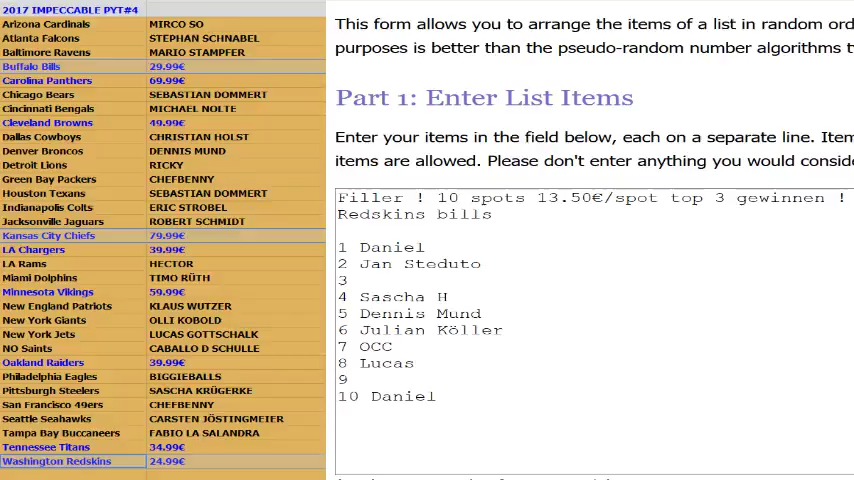 2017 IMPECCABLE PYT#4
Arizona Cardinals MIRCO SO
Atlanta Falcons STEPHAN SCHNABEL
Baltimore Ravens MARIO STAMPFER
Buffalo Bills 29.99€
Carolina Panthers 69.99€
Chicago Bears SEBASTIAN DOMMERT
Cincinnati Bengals MICHAEL NOLTE
Cleveland Browns 49.99€
Dallas Cowboys CHRISTIAN HOLST
Denver Broncos DENNIS MUND
Detroit Lions RICKY
Green Bay Packers CHEFBENNY
Houston Texans SEBASTIAN DOMMERT
Indianapolis Colts ERIC STROBEL
Jacksonville Jaguars ROBERT SCHMIDT
Kansas City Chiefs 79.99€
LA Chargers 39.99€
LA Rams HECTOR
Miami Dolphins TIMO RÜTH
Minnesota Vikings 59.99€
New England Patriots KLAUS WUTZER
New York Giants OLLI KOBOLD
New York Jets LUCAS GOTTSCHALK
NO Saints CABALLO D SCHULLE
Oakland Raiders 39.99€
Philadelphia Eagles BIGGIEBALLS
Pittsburgh Steelers SASCHA KRÜGERKE
San Francisco 49ers CHEFBENNY
Seattle Seahawks CARSTEN JÖSTINGMEIER
Tampa Bay Buccaneers FABIO LA SALANDRA
Tennessee Titans 34.99€
Washington Redskins 24.99€
This form allows you to arrange the items of a list in random ord
purposes is better than the pseudo-random number algorithms t
Part 1: Enter List Items
Enter your items in the field below, each on a separate line. Item
items are allowed. Please don't enter anything you would conside
Filler ! 10 spots 13.50€/spot top 3 gewinnen !
Redskins bills
1 Daniel
2 Jan Steduto
3
4 Sascha H
5 Dennis Mund
6 Julian Köller
7 OCC
8 Lucas
9
10 Daniel